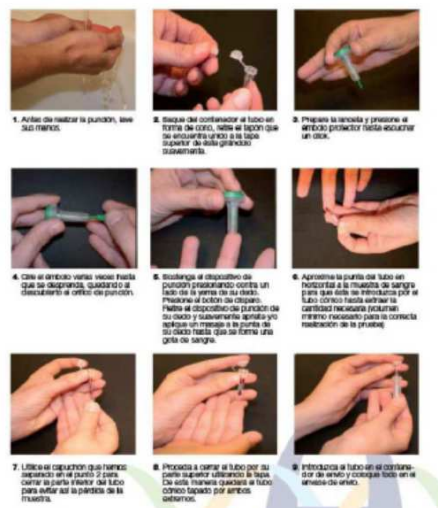 1. Antes de realizar la punción, lave
sus manos.
2. Saque del contenedor el tubo en
forma de cono, retire el tapón que
se encuentra unido a la tapa
superior de éste girándolo
suavemente.
3. Prepare la lanceta y presione el
émbolo protector hasta escuchar
un click.
4. Gire el émbolo varias veces hasta
que se desprenda, quedando al
descubierto el orificio de punción.
5. Sostenga el dispositivo de
punción presionando contra un
lado de la yema de su dedo.
Presione el botón de disparo.
Retire el dispositivo de punción de
su dedo y suavemente apriete y/o
aplique un masaje a la punta de
su dedo hasta que se forme una
gota de sangre.
6. Aproxime la punta del tubo en
horizontal a la muestra de sangre
para que ésta se introduzca por el
tubo cónico hasta extraer la
cantidad necesaria (volumen
mínimo necesario para la correcta
realización de la prueba)
7. Utilice el capuchón que hemos
separado en el punto 2 para
cerrar la parte inferior del tubo
para evitar así la pérdida de la
muestra.
8. Proceda a cerrar el tubo por su
parte superior utilizando la tapa.
De esta manera quedará el tubo
cónico tapado por ambos
extremos.
9. Introduzca el tubo en el contene-
dor de envío y coloque todo en el
envase de envío.